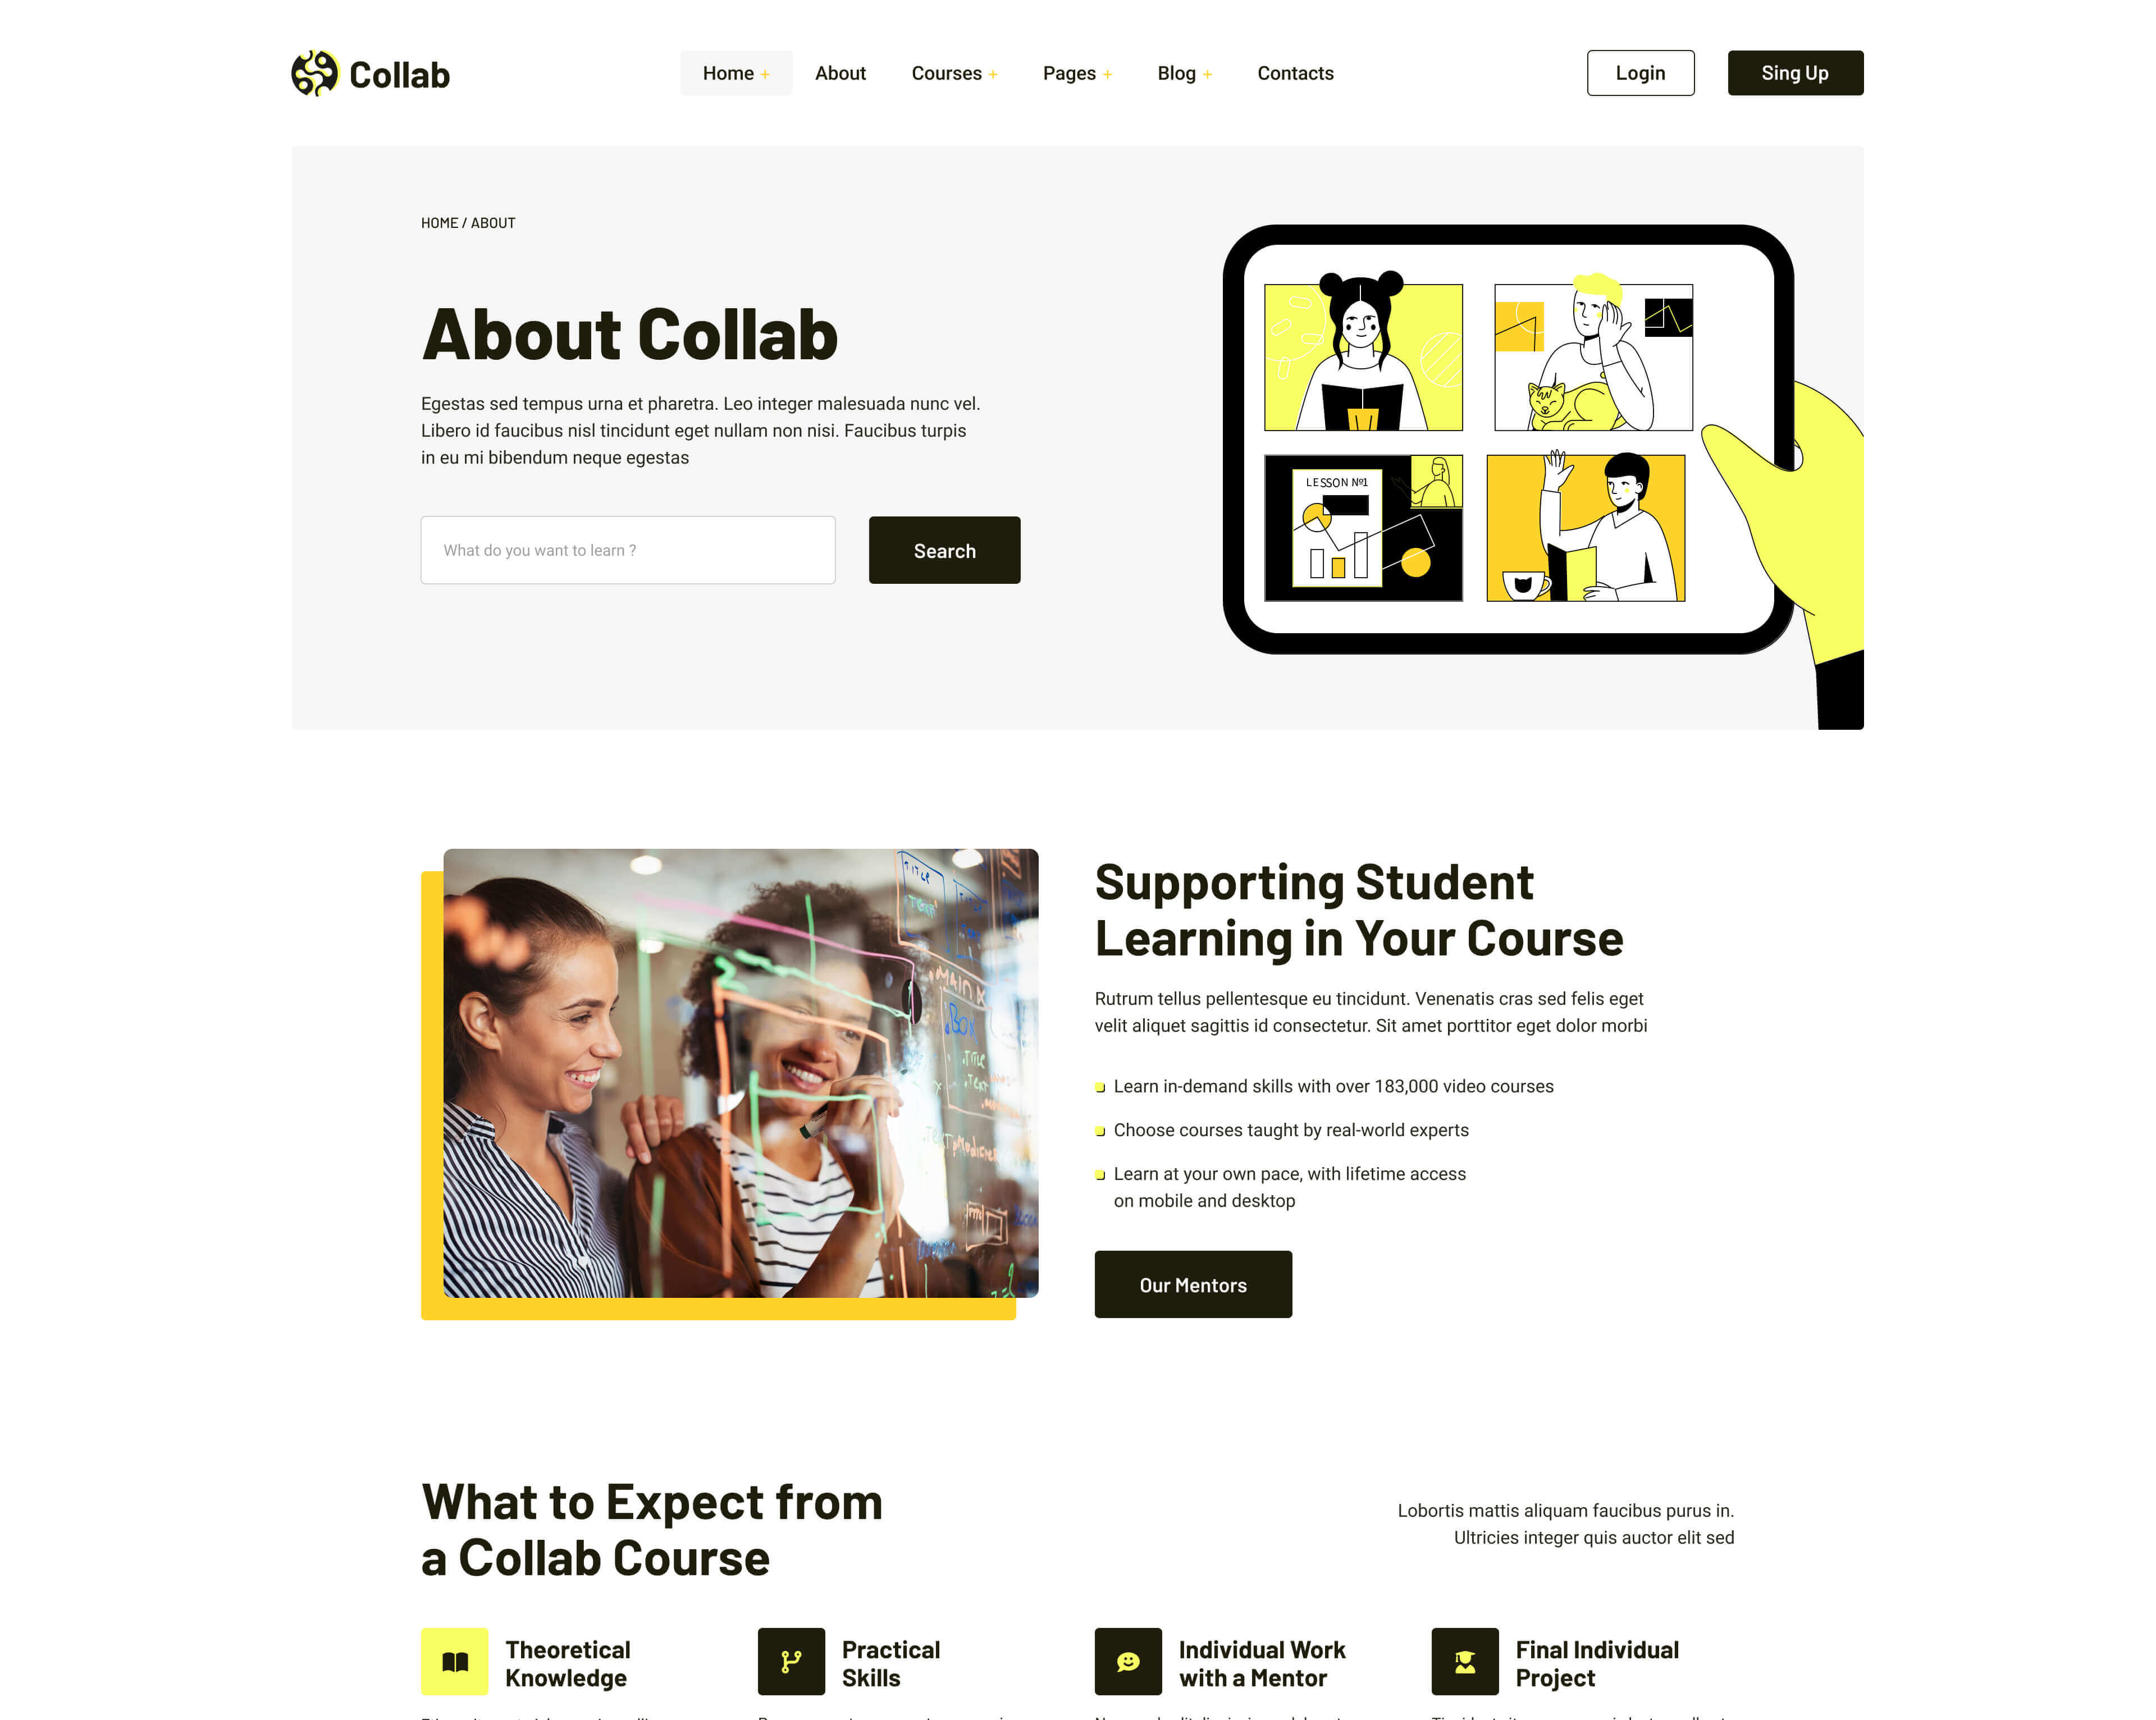 Collab
Home + About Courses + Pages + Blog + Contacts
Login
Sing Up
HOME / ABOUT
About Collab
Egestas sed tempus urna et pharetra. Leo integer malesuada nunc vel.
Libero id faucibus nisl tincidunt eget nullam non nisi. Faucibus turpis
in eu mi bibendum neque egestas
What do you want to learn ?
Search
LESSON №1
TITLE
TEXT
MAIN
BOX
.TITLE
.TEXT
Supporting Student
Learning in Your Course
Rutrum tellus pellentesque eu tincidunt. Venenatis cras sed felis eget
velit aliquet sagittis id consectetur. Sit amet porttitor eget dolor morbi
Learn in-demand skills with over 183,000 video courses
Choose courses taught by real-world experts
Learn at your own pace, with lifetime access
on mobile and desktop
Our Mentors
What to Expect from
a Collab Course
Lobortis mattis aliquam faucibus purus in.
Ultricies integer quis auctor elit sed
Theoretical
Knowledge
Practical
Skills
Individual Work
with a Mentor
Final Individual
Project